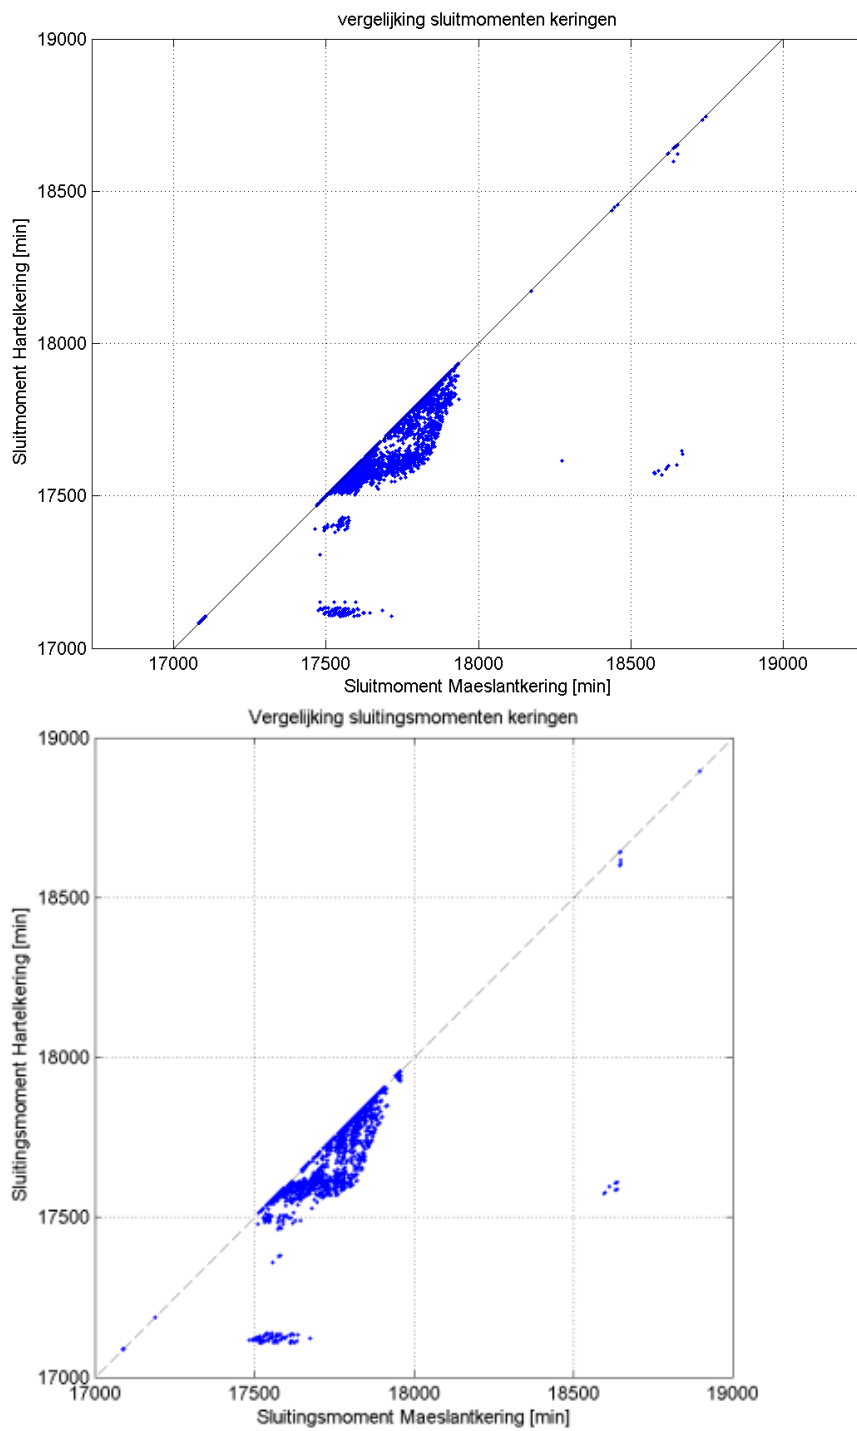 vergelijking sluitmomenten keringen
19000
18500
18000
17500
17000
Sluitmoment Hartelkering [min]
17000 17500 18000 18500 19000
Sluitmoment Maeslantkering [min]
Vergelijking sluitingsmomenten keringen
19000
18500
18000
17500
17000
Sluitingsmoment Hartelkering [min]
17000 17500 18000 18500 19000
Sluitingsmoment Maeslantkering [min]